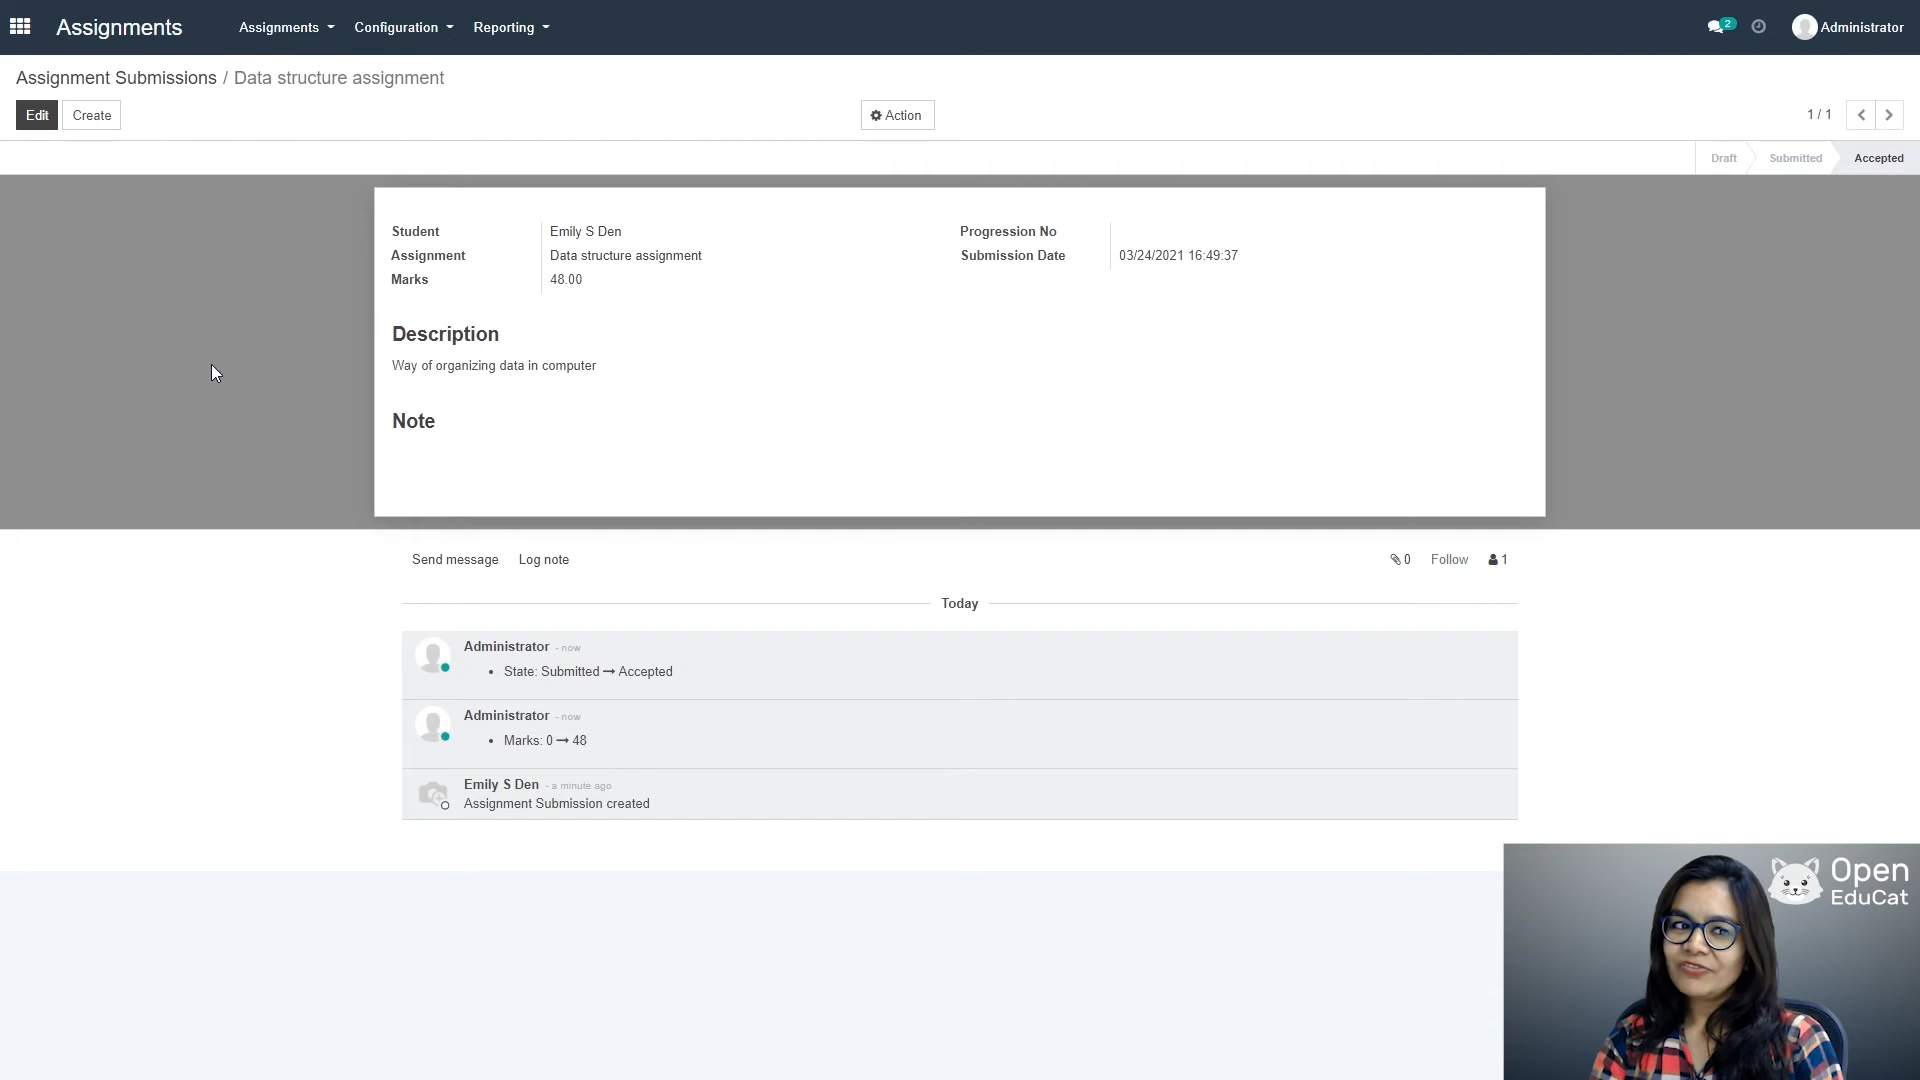 Assignments
Assignments
Configuration
Reporting
2
Administrator
Assignment Submissions / Data structure assignment
Edit
Create
Action
1 / 1
Draft
Submitted
Accepted
Student
Emily S Den
Progression No
Assignment
Data structure assignment
Submission Date
03/24/2021 16:49:37
Marks
48.00
Description
Way of organizing data in computer
Note
Send message
Log note
0
Follow
1
Today
Administrator - now
• State: Submitted → Accepted
Administrator - now
• Marks: 0 → 48
Emily S Den - a minute ago
Assignment Submission created
Open
EduCat